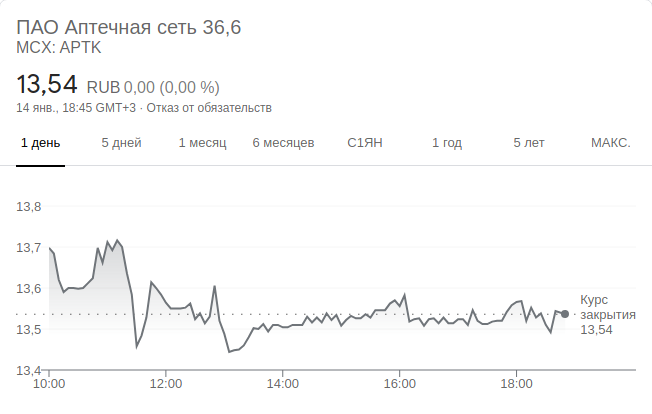 ПАО Аптечная сеть 36,6
MCX: APTK
13,54 RUB 0,00 (0,00 %)
14 янв., 18:45 GMT+3 · Отказ от обязательств
1 день 5 дней 1 месяц 6 месяцев С1ЯН 1 год 5 лет МАКС.
13,8
13,7
13,6
13,5
13,4
Курс
закрытия
13,54
10:00 12:00 14:00 16:00 18:00